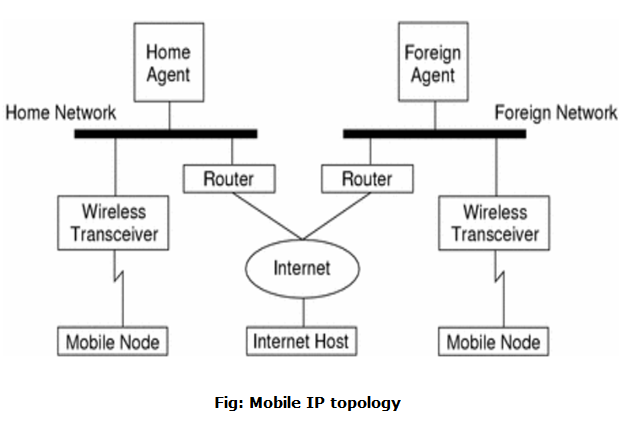 Home
Agent
Foreign
Agent
Home Network
Foreign Network
Router
Router
Wireless
Transceiver
Wireless
Transceiver
Internet
Mobile Node
Internet Host
Mobile Node
Fig: Mobile IP topology